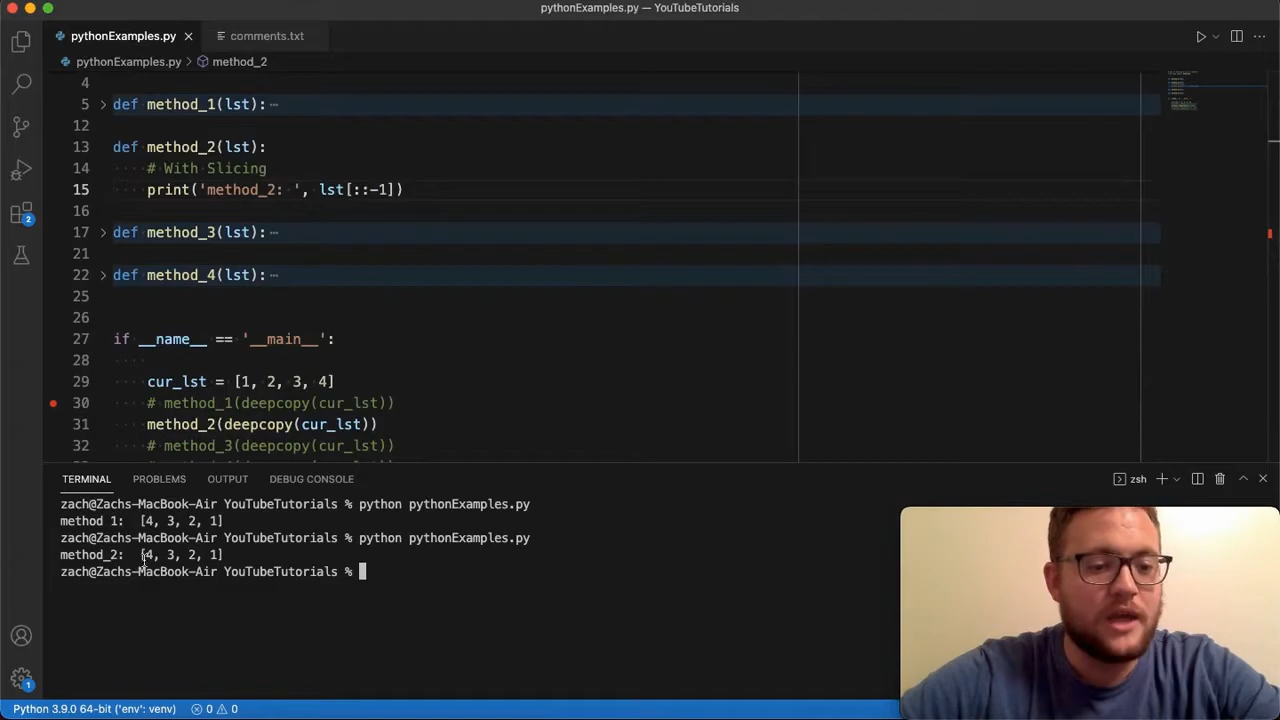 pythonExamples.py — YouTubeTutorials
pythonExamples.py
comments.txt
pythonExamples.py > method_2
4
5 def method_1(lst): ⋯
12
13 def method_2(lst):
14 # With Slicing
15 print('method_2: ', lst[::-1])
16
17 def method_3(lst): ⋯
21
22 def method_4(lst): ⋯
25
26
27 if __name__ == '__main__':
28
29 cur_lst = [1, 2, 3, 4]
30 # method_1(deepcopy(cur_lst))
31 method_2(deepcopy(cur_lst))
32 # method_3(deepcopy(cur_lst))
2
TERMINAL PROBLEMS OUTPUT DEBUG CONSOLE zsh
zach@Zachs-MacBook-Air YouTubeTutorials % python pythonExamples.py
method 1:  [4, 3, 2, 1]
zach@Zachs-MacBook-Air YouTubeTutorials % python pythonExamples.py
method_2:  [4, 3, 2, 1]
zach@Zachs-MacBook-Air YouTubeTutorials %
1
Python 3.9.0 64-bit ('env': venv) 0 0